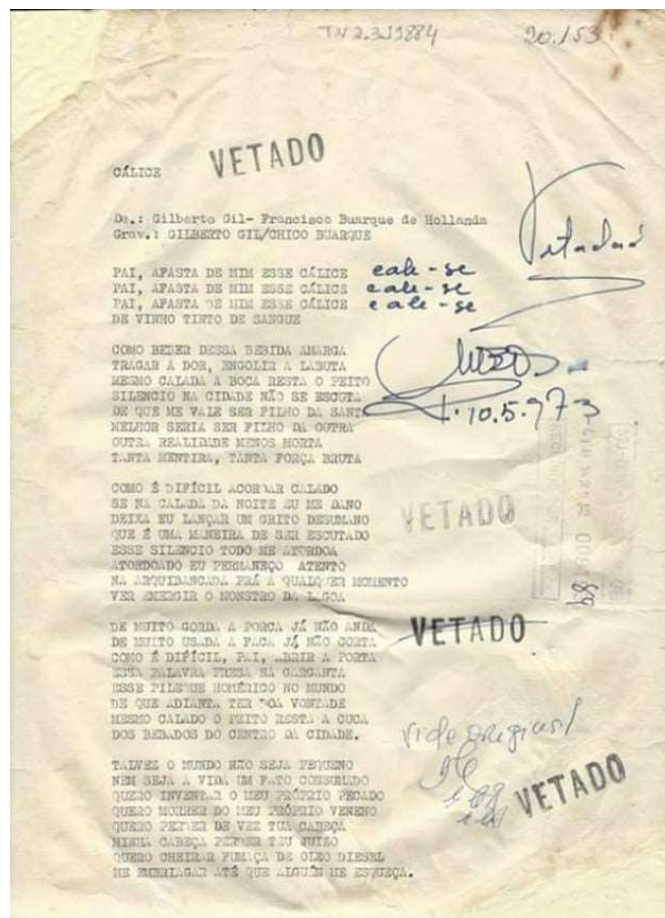 TN 2.3.11884
20.153
VETADO
CÁLICE
De.: Gilberto Gil- Francisco Buarque de Hollanda
Grav.: GILBERTO GIL/CHICO BUARQUE
Vetado
PAI, AFASTA DE MIM ESSE CÁLICE cale-se
PAI, AFASTA DE MIM ESSE CÁLICE cale-se
PAI, AFASTA DE MIM ESSE CÁLICE cale-se
DE VINHO TINTO DE SANGUE
COMO BEBER DESSA BEBIDA AMARGA
TRAGAR A DOR, ENGOLIR A LABUTA
MESMO CALADA A BOCA RESTA O PEITO
SILENCIO NA CIDADE NÃO SE ESCUTA
DE QUE ME VALE SER FILHO DA SANT
10.5.973
MELHOR SERIA SER FILHO DA OUTRA
OUTRA REALIDADE MENOS MORTA
TANTA MENTIRA, TANTA FORÇA BRUTA
COMO É DIFÍCIL ACORDAR CALADO
SE NA CALADA DA NOITE EU ME DANO
DEIXA EU LANÇAR UM GRITO DESUMANO
VETADO
QUE É UMA MANEIRA DE SER ESCUTADO
ESSE SILENCIO TODO ME ATORDOA
ATORDOADO EU PERMANEÇO ATENTO
NA ARQUIBANCADA PRÁ A QUALQUER MOMENTO
VER EMERGIR O MONSTRO DA LAGOA
89
DE MUITO GORDA A PORCA JÁ NÃO ANDA
VETADO
DE MUITO USADA A FACA JÁ NÃO CORTA
COMO É DIFÍCIL, PAI, ABRIR A PORTA
ESSA PALAVRA PRESA NA GARGANTA
ESSE PILEQUE HOMÉRICO NO MUNDO
DE QUE ADIANTA TER BOA VONTADE
MESMO CALADO O PEITO RESTA A CUCA
DOS BEBADOS DO CENTRO DA CIDADE.
vide original
TALVEZ O MUNDO NÃO SEJA PEQUENO
NEM SEJA A VIDA UM FATO CONSUMADO
VETADO
QUERO INVENTAR O MEU PRÓPRIO PECADO
QUERO MORRER DO MEU PRÓPRIO VENENO
QUERO PERDER DE VEZ TUA CABEÇA
MINHA CABEÇA PERDER TEU JUIZO
QUERO CHEIRAR FUMAÇA DE OLEO DIESEL
ME EMBRIAGAR ATÉ QUE ALGUÉM ME ESQUEÇA.